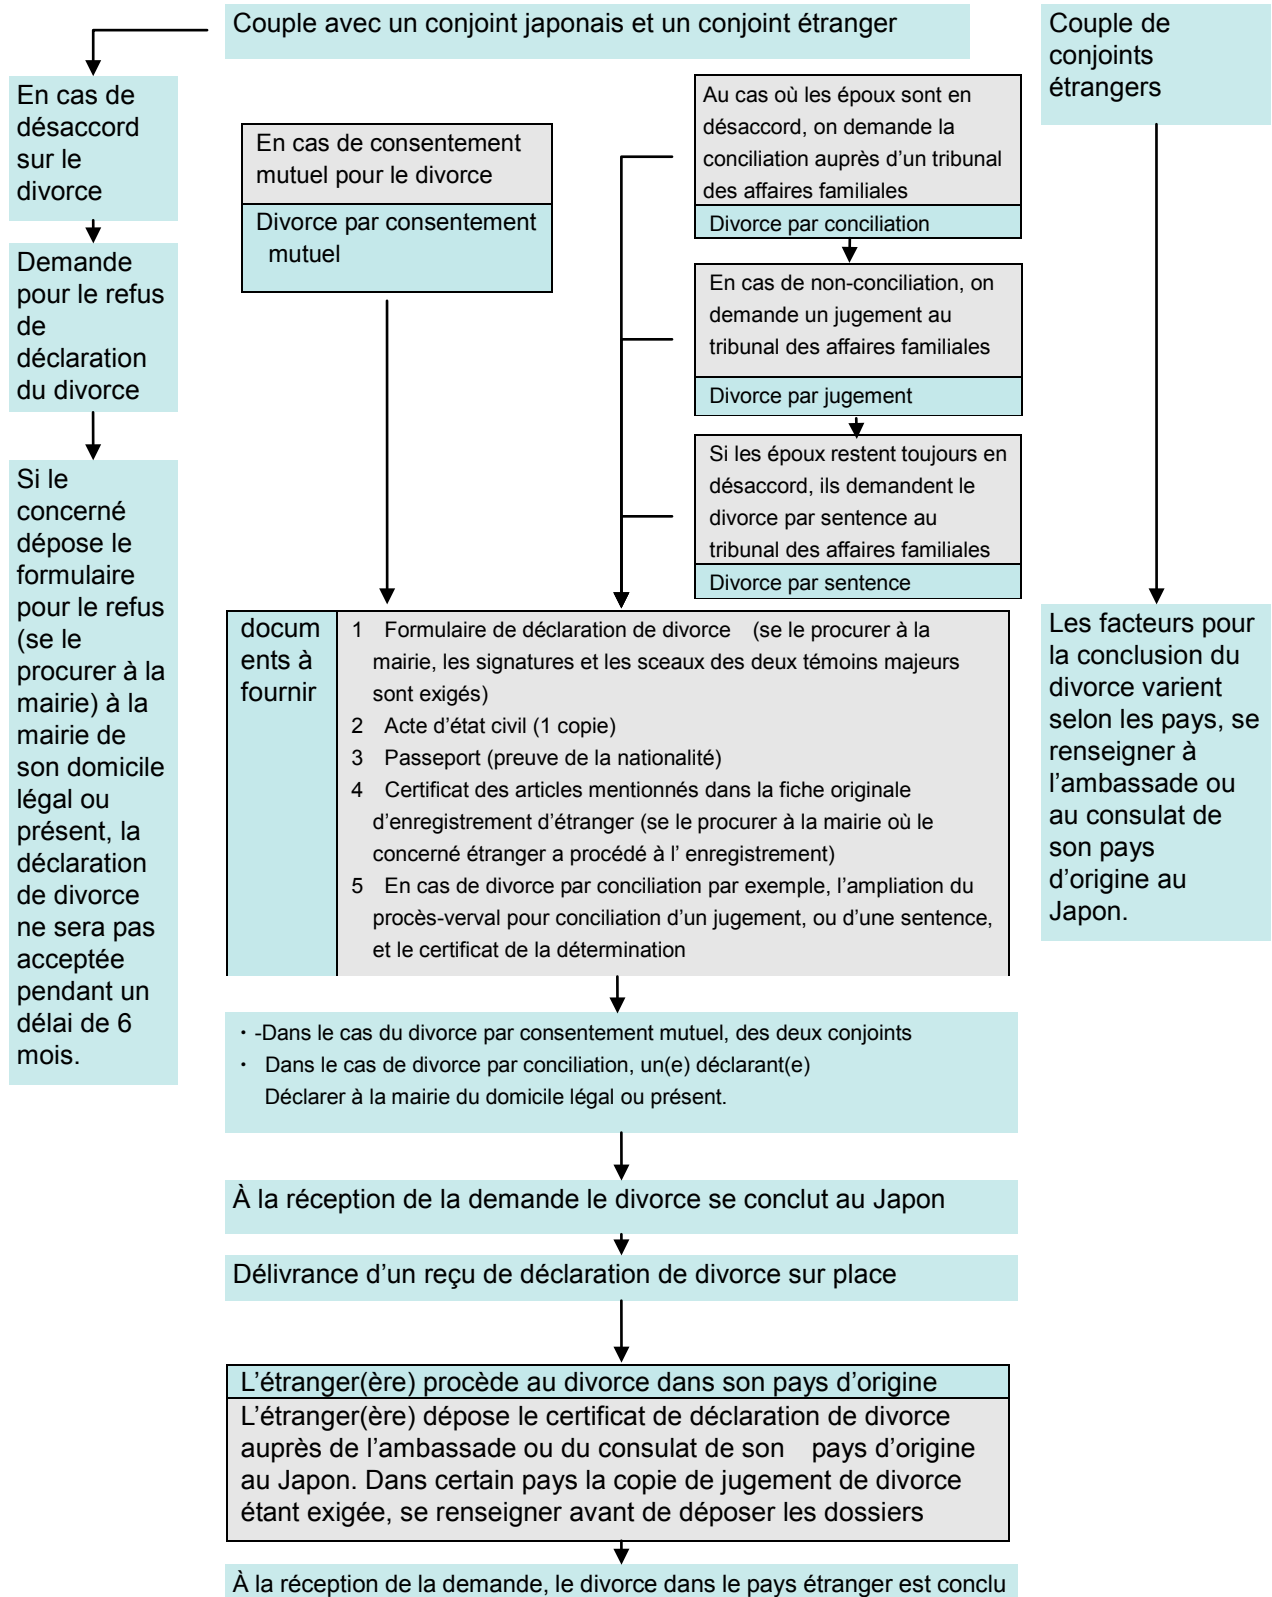 Couple avec un conjoint japonais et un conjoint étranger
Couple de
conjoints
étrangers
En cas de
désaccord
sur le
divorce
Demande
pour le refus
de
déclaration
du divorce
Si le
concerné
dépose le
formulaire
pour le refus
(se le
procurer à la
mairie) à la
mairie de
son domicile
légal ou
présent, la
déclaration
de divorce
ne sera pas
acceptée
pendant un
délai de 6
mois.
En cas de consentement
mutuel pour le divorce
Divorce par consentement
mutuel
Au cas où les époux sont en
désaccord, on demande la
conciliation auprès d’un tribunal
des affaires familiales
Divorce par conciliation
En cas de non-conciliation, on
demande un jugement au
tribunal des affaires familiales
Divorce par jugement
Si les époux restent toujours en
désaccord, ils demandent le
divorce par sentence au
tribunal des affaires familiales
Divorce par sentence
docum
ents à
fournir
1 Formulaire de déclaration de divorce (se le procurer à la
mairie, les signatures et les sceaux des deux témoins majeurs
sont exigés)
2 Acte d’état civil (1 copie)
3 Passeport (preuve de la nationalité)
4 Certificat des articles mentionnés dans la fiche originale
d’enregistrement d’étranger (se le procurer à la mairie où le
concerné étranger a procédé à l’ enregistrement)
5 En cas de divorce par conciliation par exemple, l’ampliation du
procès-verval pour conciliation d’un jugement, ou d’une sentence,
et le certificat de la détermination
Les facteurs pour
la conclusion du
divorce varient
selon les pays, se
renseigner à
l’ambassade ou
au consulat de
son pays
d’origine au
Japon.
・-Dans le cas du divorce par consentement mutuel, des deux conjoints
・ Dans le cas de divorce par conciliation, un(e) déclarant(e)
Déclarer à la mairie du domicile légal ou présent.
À la réception de la demande le divorce se conclut au Japon
Délivrance d’un reçu de déclaration de divorce sur place
L’étranger(ère) procède au divorce dans son pays d’origine
L’étranger(ère) dépose le certificat de déclaration de divorce
auprès de l’ambassade ou du consulat de son pays d’origine
au Japon. Dans certain pays la copie de jugement de divorce
étant exigée, se renseigner avant de déposer les dossiers
À la réception de la demande, le divorce dans le pays étranger est conclu